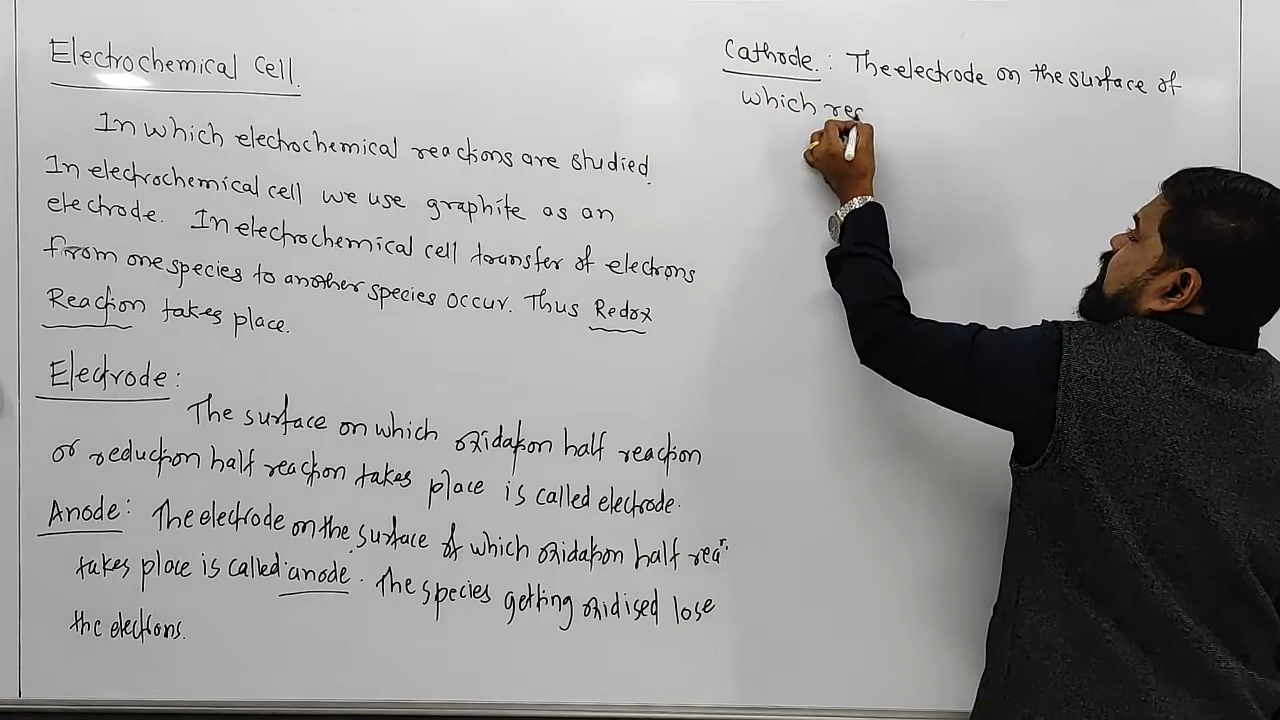 Electrochemical Cell.
In which electrochemical reactions are studied.
In electrochemical cell we use graphite as an
electrode. In electrochemical cell transfer of electrons
from one species to another species occur. Thus Redox
Reaction takes place.
Electrode:
The surface on which oxidation half reaction
or reduction half reaction takes place is called electrode.
Anode: The electrode on the surface of which oxidation half reaⁿ.
takes place is called anode. The species getting oxidised lose
the electrons.
Cathode.: The electrode on the surface of
which re